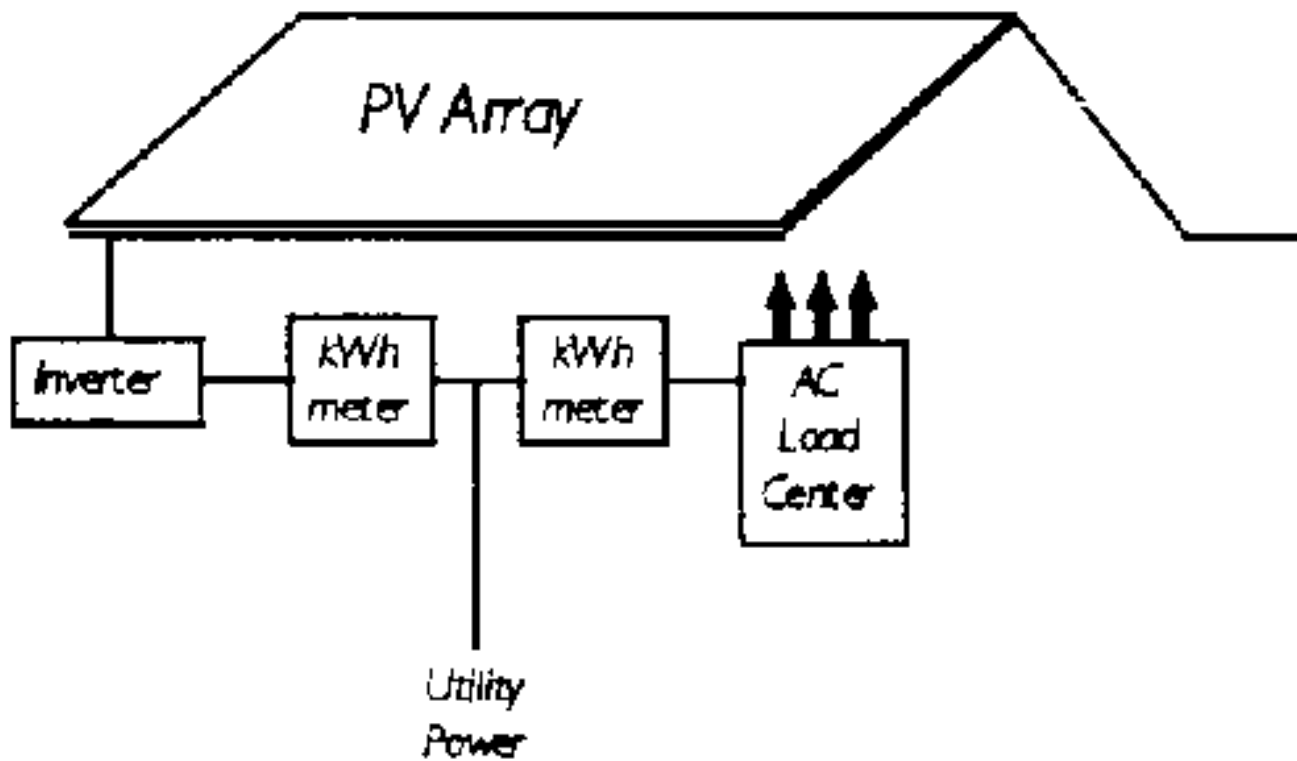 PV Array
Inverter
kWh
meter
kWh
meter
AC
Load
Center
Utility
Power